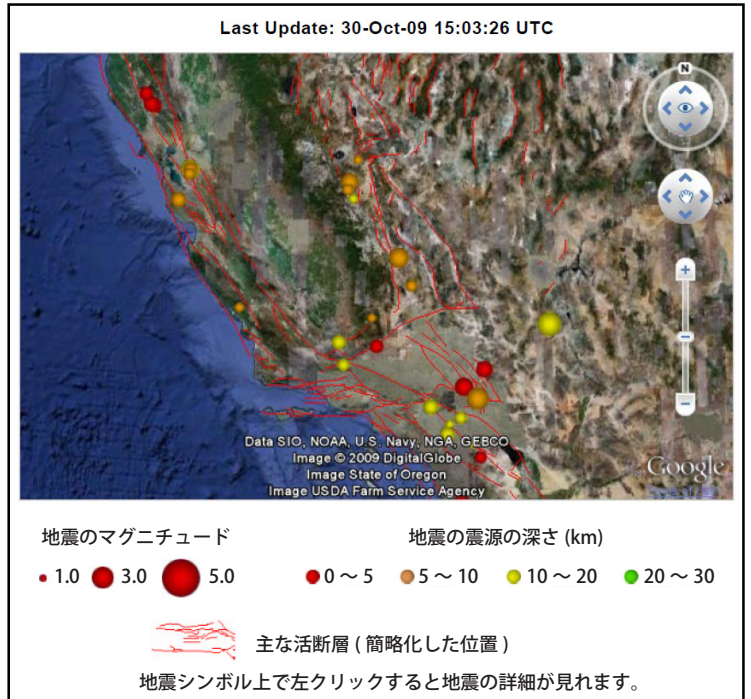 Last Update: 30-Oct-09 15:03:26 UTC
N
Data SIO, NOAA, U.S. Navy, NGA, GEBCO
Image © 2009 DigitalGlobe
Image State of Oregon
Image USDA Farm Service Agency
Google
地震のマグニチュード
地震の震源の深さ (km)
1.0 3.0 5.0
0 ～ 5 5 ～ 10 10 ～ 20 20 ～ 30
主な活断層 ( 簡略化した位置 )
地震シンボル上で左クリックすると地震の詳細が見れます。